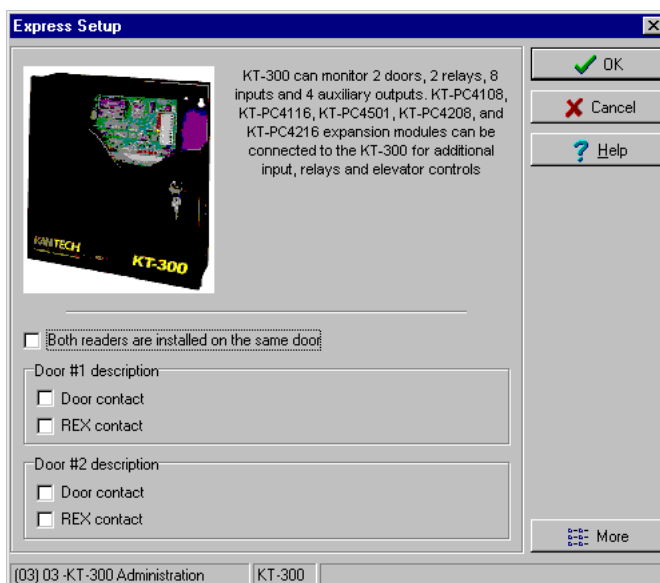 Express Setup
KT-300 can monitor 2 doors, 2 relays, 8
inputs and 4 auxiliary outputs. KT-PC4108,
KT-PC4116, KT-PC4501, KT-PC4208, and
KT-PC4216 expansion modules can be
connected to the KT-300 for additional
input, relays and elevator controls
KANTECH
KT-300
OK
Cancel
Help
Both readers are installed on the same door
Door #1 description
Door contact
REX contact
Door #2 description
Door contact
REX contact
More
(03) 03 -KT-300 Administration
KT-300